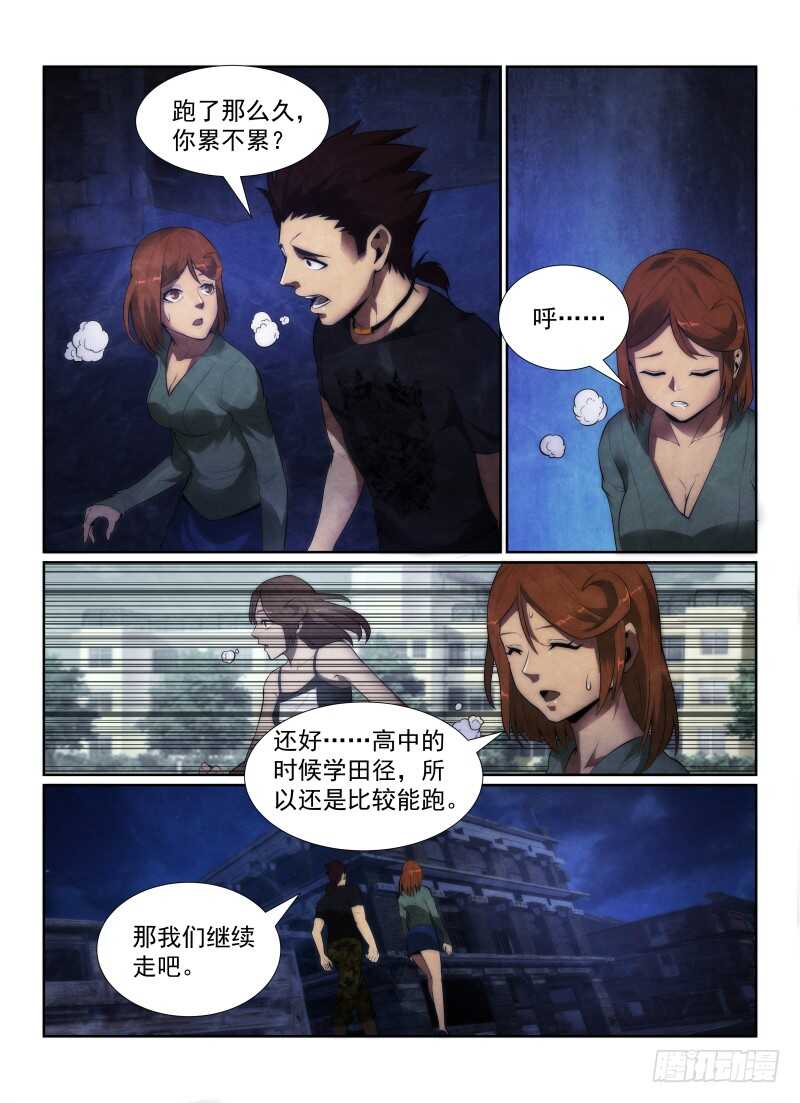 跑了那么久，
你累不累？
呼……
还好……高中的
时候学田径，所
以还是比较能跑。
那我们继续
走吧。
腾讯动漫